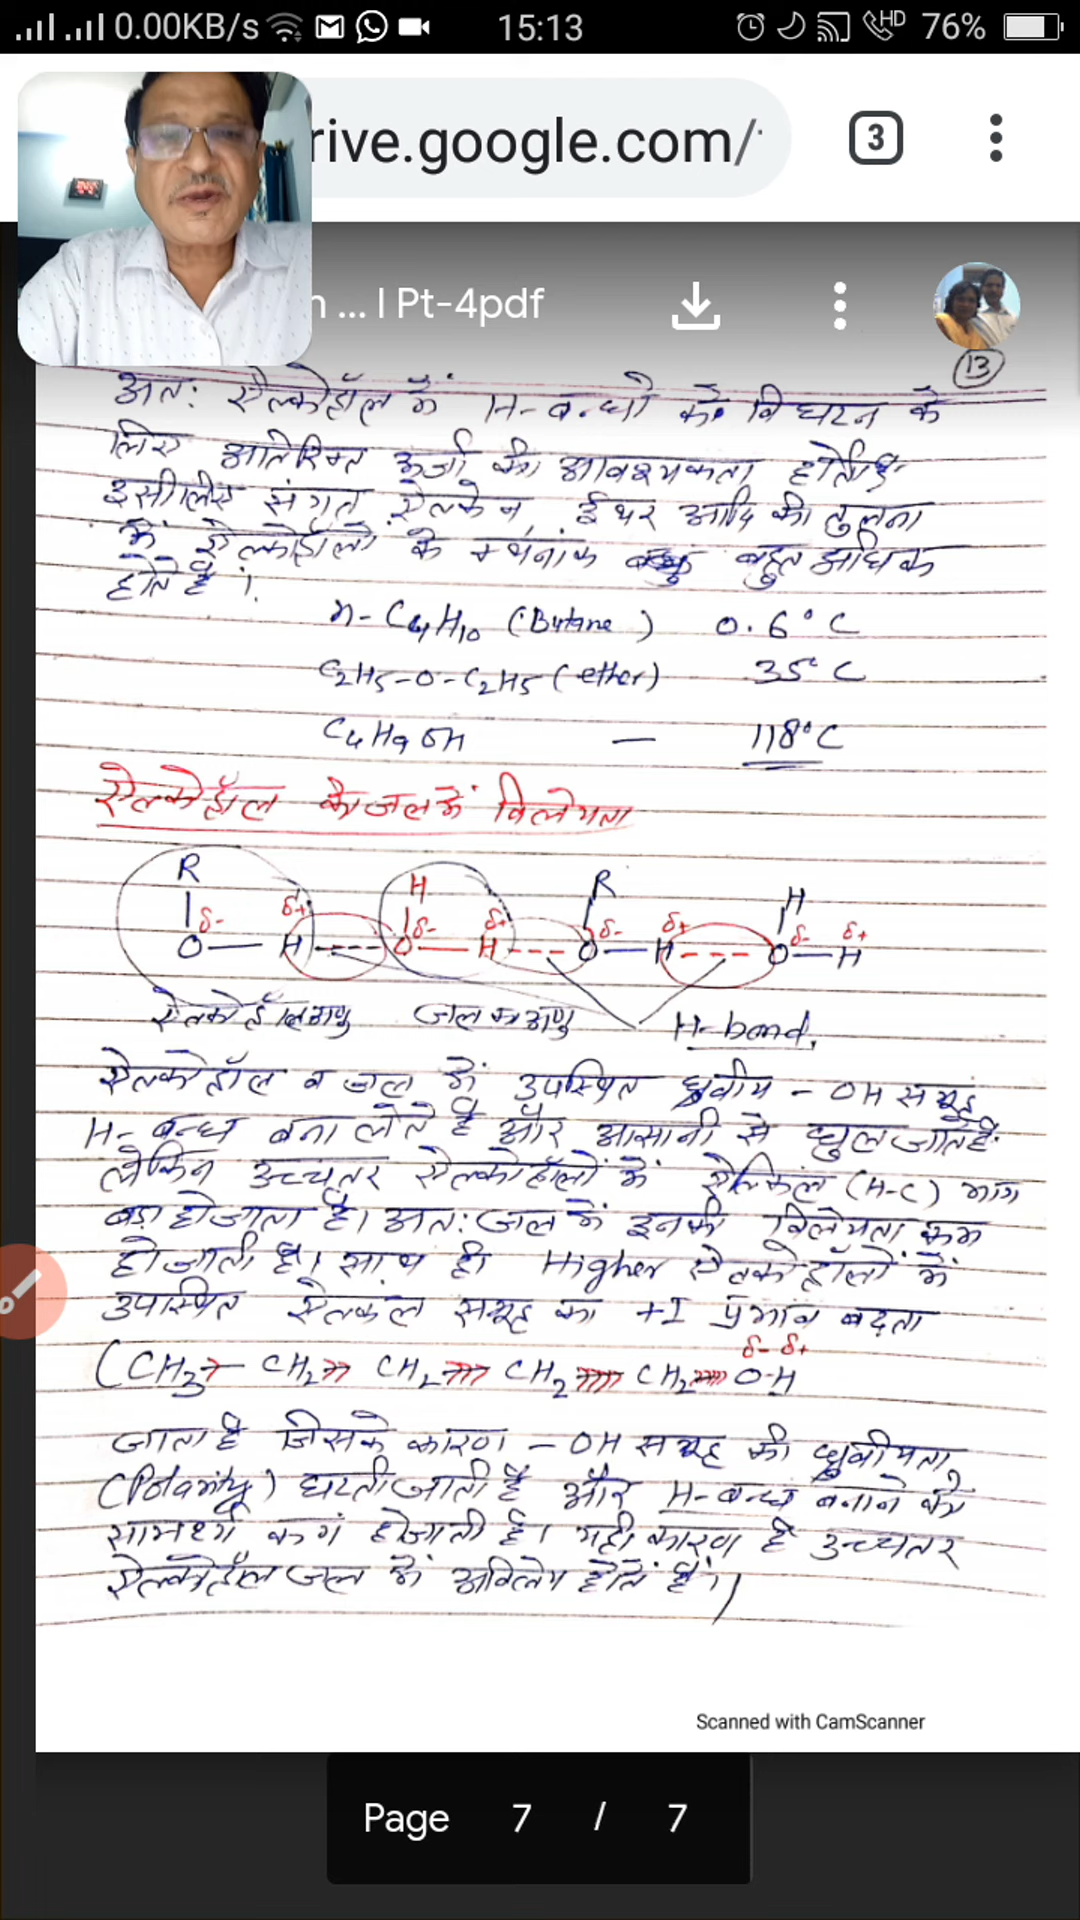 0.00KB/s 15:13 HD 76%
rive.google.com/ 3
n ... I Pt-4pdf
13
अतः ऐल्कोहॉल में H-बन्धो के विघटन के
लिए अतिरिक्त ऊर्जा की आवश्यकता होती है
इसीलिए संगत ऐल्केन, ईथर आदि की तुलना
में ऐल्कोहॉलो के क्वथनांक बहुत अधिक
होते है।
n-C4H10 (Butane) 0.6°C
C2H5-O-C2H5 (ether) 35°C
C4H9OH — 118°C
ऐल्कोहॉल का जल में विलेयता
R H R H
δ- δ+ δ- δ+ δ- δ+ δ- δ+
O — H --- O — H --- O — H --- O — H
ऐल्कोहॉल अणु जल का अणु H-bond.
ऐल्कोहॉल व जल में उपस्थित ध्रुवीय -OH समूह
H-बन्ध बना लेते है और आसानी से घुल जाते है।
लेकिन उच्चतर ऐल्कोहॉलों में ऐल्किल (H-C) भाग
बड़ा हो जाता है। अतः जल में इनकी विलेयता कम
हो जाती है। साथ ही Higher ऐल्कोहॉलों में
उपस्थित ऐल्कल समूह का +I प्रभाव बढ़ता
δ- δ+
(CH3 CH2 CH2 CH2 CH2 O-H
जाता है जिसके कारण -OH समूह की ध्रुवीयता
(Polarity) घटती जाती है और H-बन्ध बनाने की
सामर्थ्य कम हो जाती है। यही कारण है उच्चतर
ऐल्कोहॉल जल में अविलेय होते है।
Scanned with CamScanner
Page 7 / 7